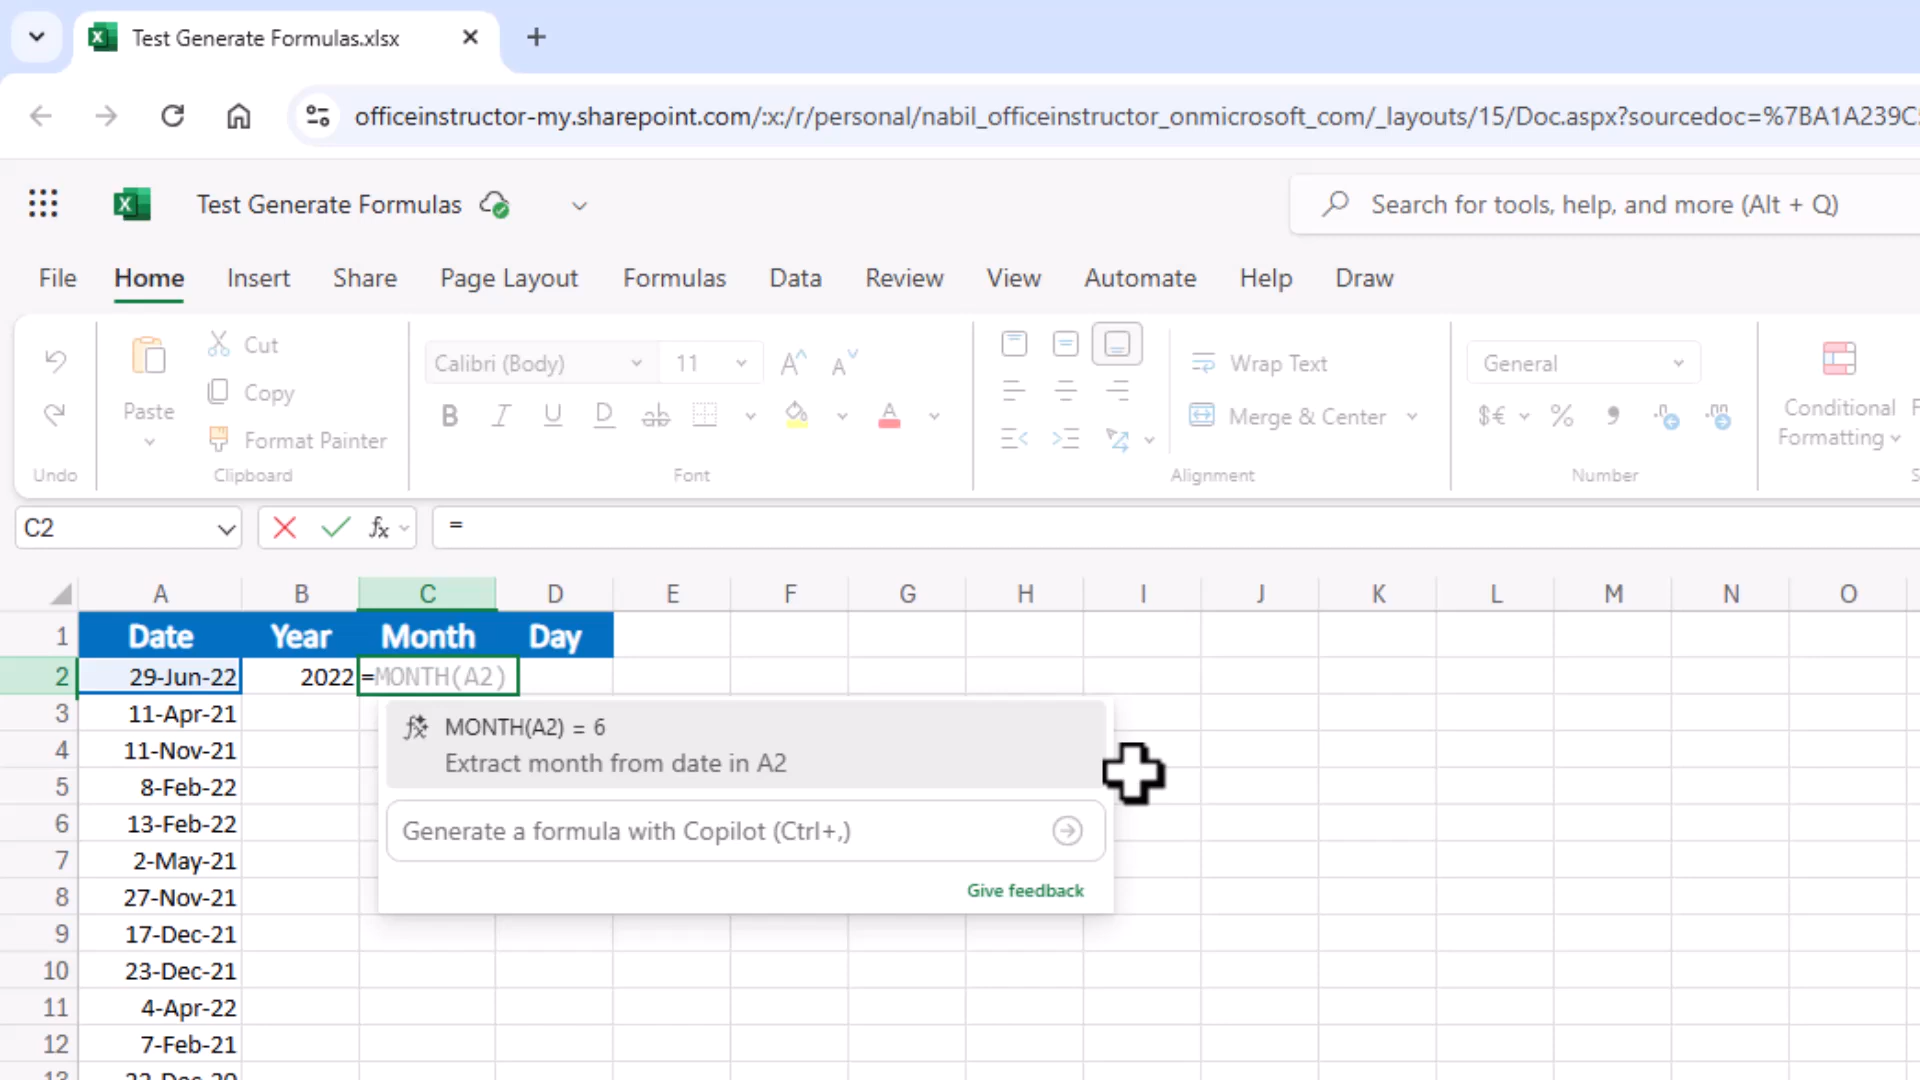 Test Generate Formulas.xlsx
officeinstructor-my.sharepoint.com/:x:/r/personal/nabil_officeinstructor_onmicrosoft_com/_layouts/15/Doc.aspx?sourcedoc=%7BA1A239C
Test Generate Formulas
Search for tools, help, and more (Alt + Q)
File Home Insert Share Page Layout Formulas Data Review View Automate Help Draw
Paste
Cut
Copy
Format Painter
Calibri (Body) 11
Wrap Text
Merge & Center
General
Conditional
Formatting
Undo Clipboard Font Alignment Number
C2 fx =
A B C D E F G H I J K L M N O
1 Date Year Month Day
2 29-Jun-22 2022 =MONTH(A2)
3 11-Apr-21
4 11-Nov-21
5 8-Feb-22
6 13-Feb-22
7 2-May-21
8 27-Nov-21
9 17-Dec-21
10 23-Dec-21
11 4-Apr-22
12 7-Feb-21
MONTH(A2) = 6
Extract month from date in A2
Generate a formula with Copilot (Ctrl+,)
Give feedback